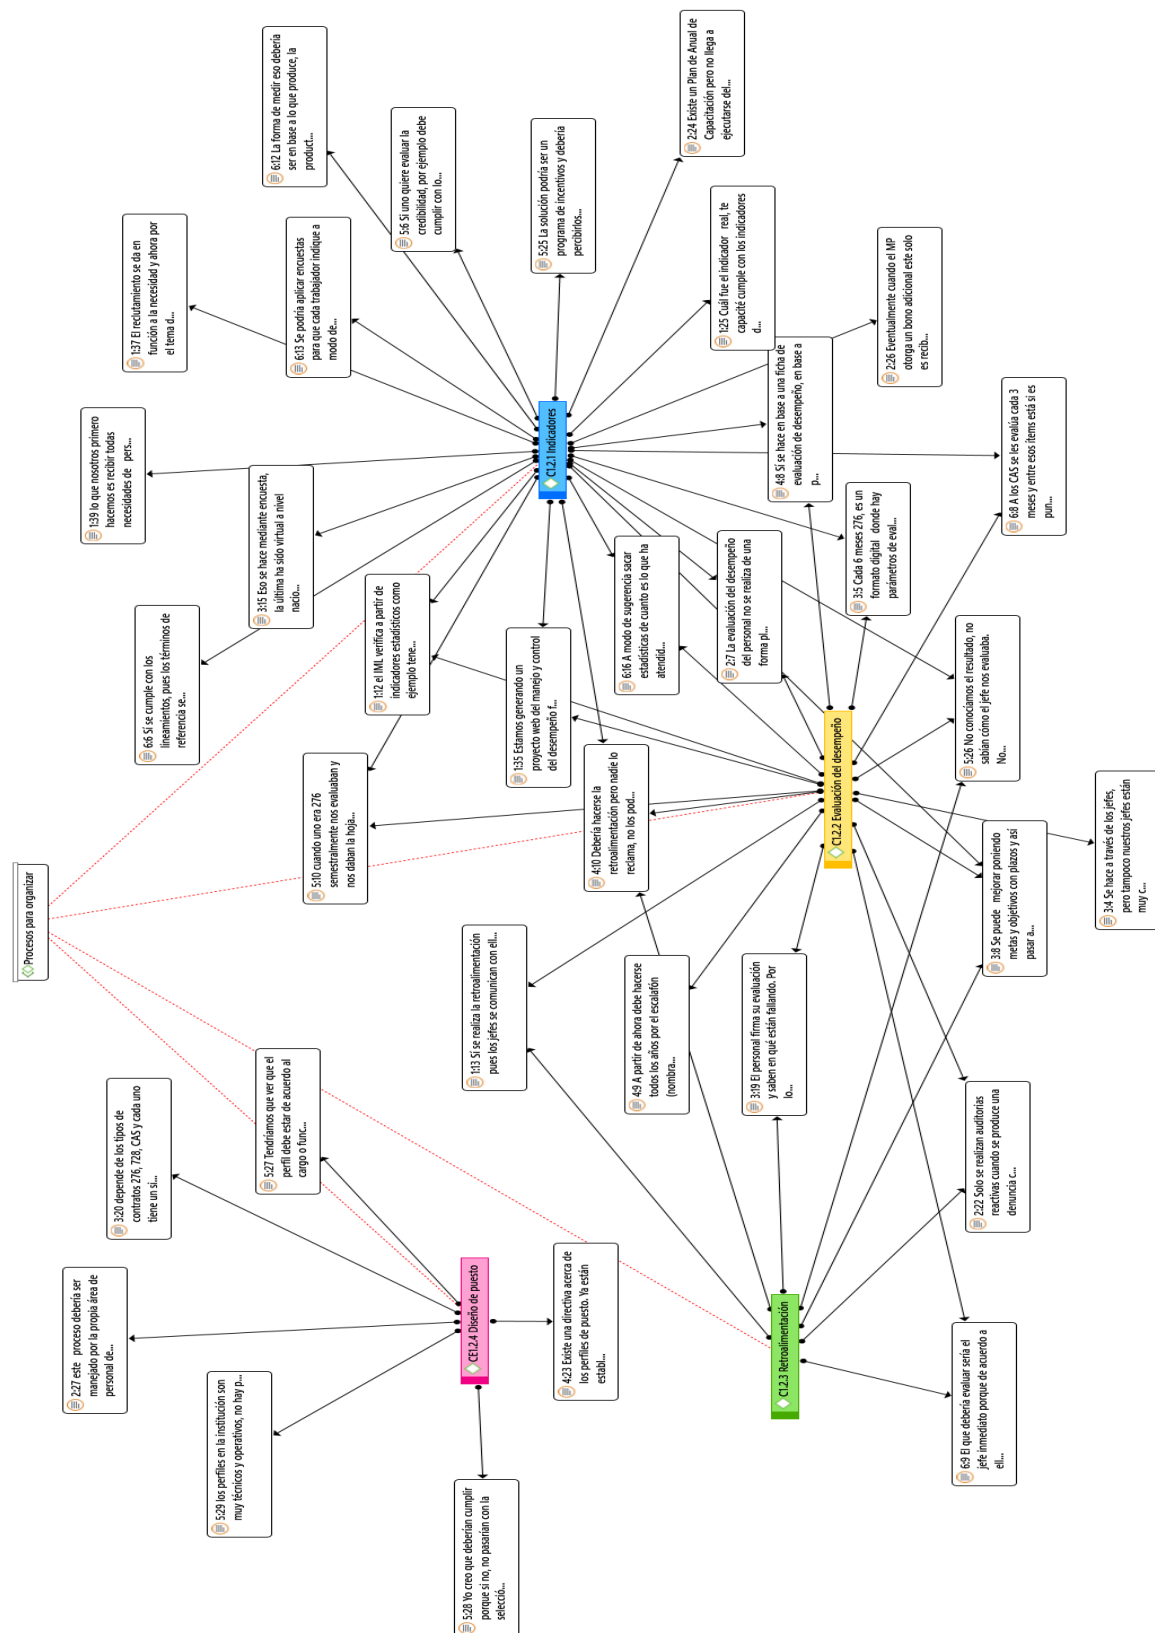 Procesos para organizar
2:27 este proceso debería ser
manejado por la propia área de
personal de...
3:20 depende de los tipos de
contratos 276, 728, CAS y cada uno
tiene un si...
6:6 Si se cumple con los
lineamientos, pues los términos de
referencia se...
1:39 lo que nosotros primero
hacemos es recibir todas
necesidades de pers...
1:37 El reclutamiento se da en
función a la necesidad y ahora por
el tema d...
5:29 los perfiles en la institución son
muy técnicos y operativos, no hay p...
5:27 Tendríamos que ver que el
perfil debe estar de acuerdo al
cargo o func...
3:15 Eso se hace mediante encuesta,
la última ha sido virtual a nivel
nacio...
6:13 Se podría aplicar encuestas
para que cada trabajador indique a
modo de...
6:12 La forma de medir eso debería
ser en base a lo que produce, la
product...
5:10 cuando uno era 276
semestralmente nos evaluaban y
nos daban la hoja...
1:12 el IML verifica a partir de
indicadores estadísticos como
ejemplo tene...
5:6 Si uno quiere evaluar la
credibilidad, por ejemplo debe
cumplir con lo...
5:28 Yo creo que deberían cumplir
porque si no, no pasarían con la
selecció...
CE1.2.4 Diseño de puesto
1:13 Sí se realiza la retroalimentación
pues los jefes se comunican con ell...
1:35 Estamos generando un
proyecto web del manejo y control
del desempeño f...
C1.2.1 Indicadores
5:25 La solución podría ser un
programa de incentivos y debería
percibirlos...
4:23 Existe una directiva acerca de
los perfiles de puesto. Ya están
establ...
4:10 Debería hacerse la
retroalimentación pero nadie lo
reclama, no los pod...
6:16 A modo de sugerencia sacar
estadísticas de cuanto es lo que ha
atendid...
4:9 A partir de ahora debe hacerse
todos los años por el escalafón
(nombra...
2:7 La evaluación del desempeño
del personal no se realiza de una
forma pl...
1:25 Cuál fue el indicador real, te
capacité cumple con los indicadores
d...
2:24 Existe un Plan de Anual de
Capacitación pero no llega a
ejecutarse del...
C1.2.3 Retroalimentación
3:19 El personal firma su evaluación
y saben en qué están fallando. Por
lo...
4:8 Sí se hace en base a una ficha de
evaluación de desempeño, en base a
p...
C1.2.2 Evaluación del desempeño
3:5 Cada 6 meses 276, es un
formato digital donde hay
parámetros de eval...
2:26 Eventualmente cuando el MP
otorga un bono adicional este solo
es recib...
6:9 El que debería evaluar sería el
jefe inmediato porque de acuerdo a
ell...
2:22 Solo se realizan auditorias
reactivas cuando se produce una
denuncia c...
3:8 Se puede mejorar poniendo
metas y objetivos con plazos y así
pasar a...
5:26 No conocíamos el resultado, no
sabían cómo el jefe nos evaluaba.
No...
6:8 A los CAS se les evalúa cada 3
meses y entre esos ítems está si es
pun...
3:4 Se hace a través de los jefes,
pero tampoco nuestros jefes están
muy c...